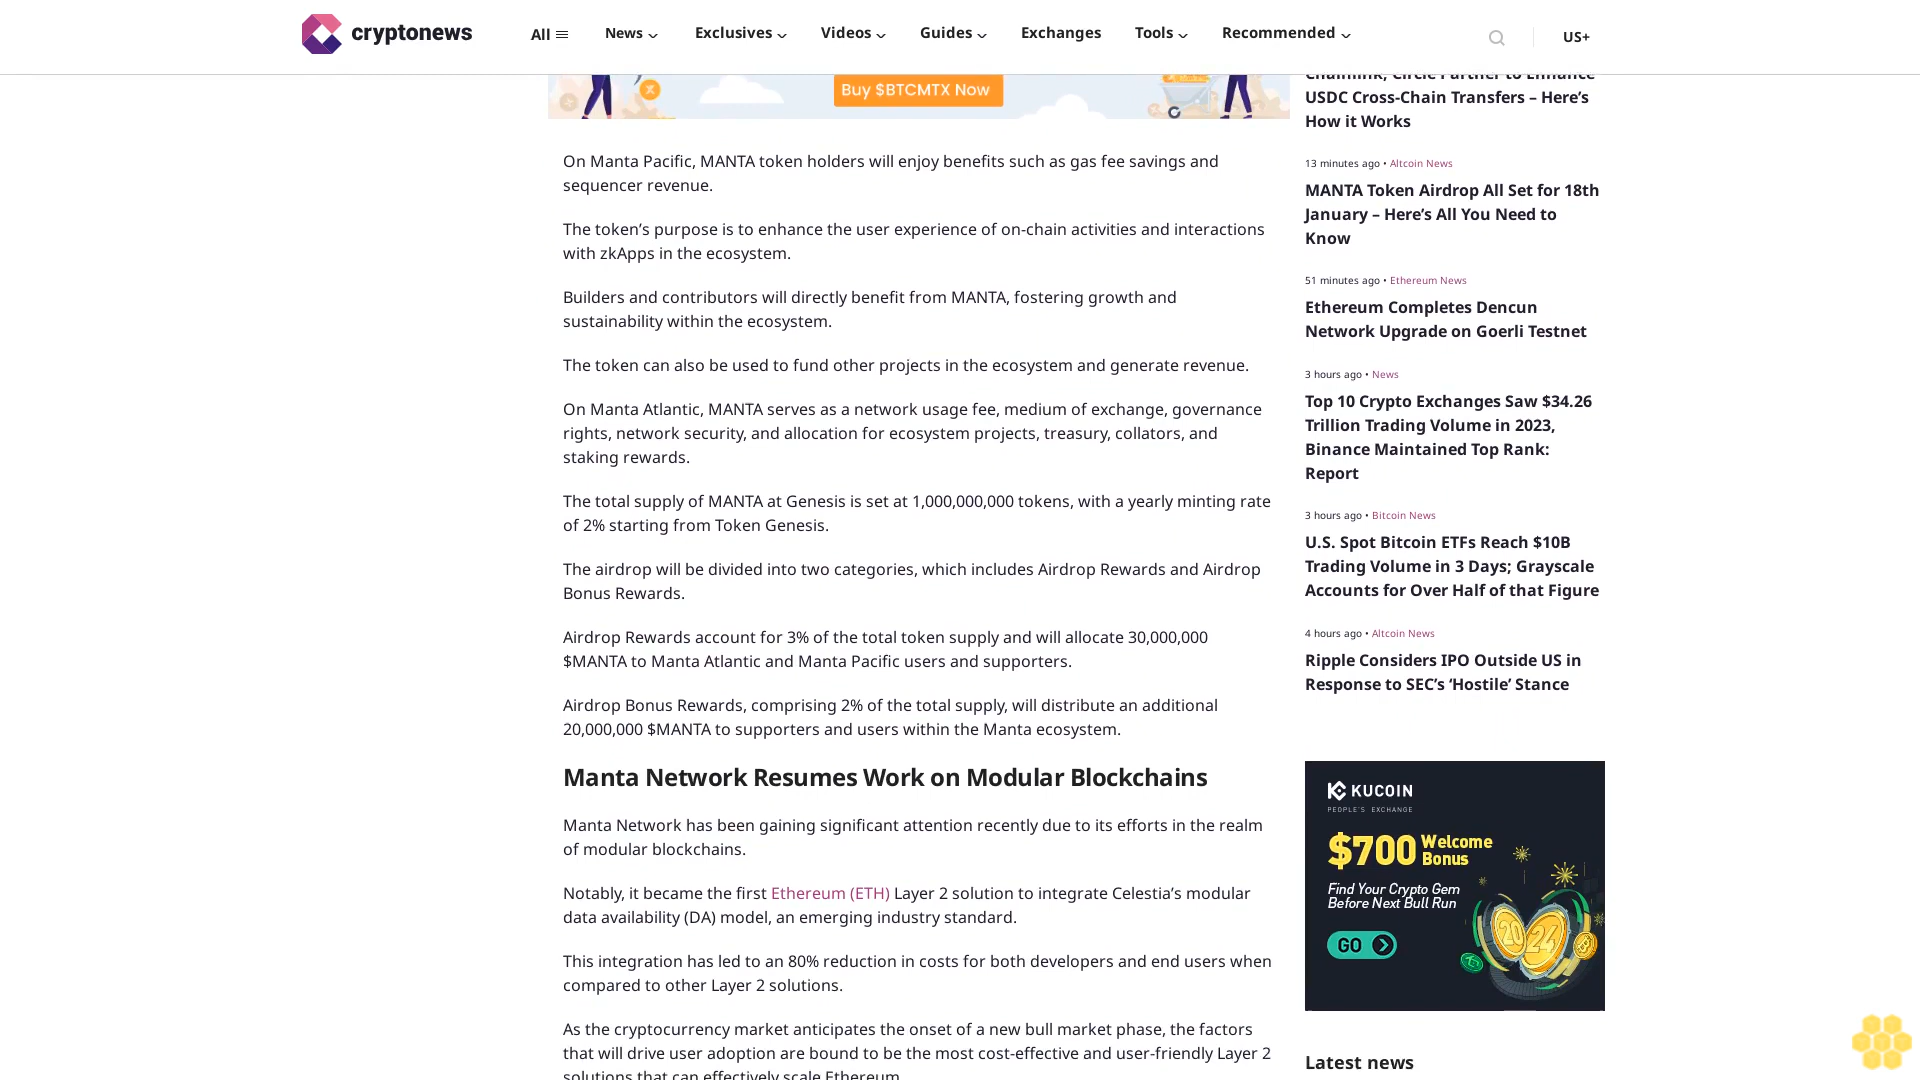 cryptonews
All
News
Exclusives
Videos
Guides
Exchanges
Tools
Recommended
US+
Buy $BTCMTX Now
On Manta Pacific, MANTA token holders will enjoy benefits such as gas fee savings and
sequencer revenue.
The token’s purpose is to enhance the user experience of on-chain activities and interactions
with zkApps in the ecosystem.
Builders and contributors will directly benefit from MANTA, fostering growth and
sustainability within the ecosystem.
The token can also be used to fund other projects in the ecosystem and generate revenue.
On Manta Atlantic, MANTA serves as a network usage fee, medium of exchange, governance
rights, network security, and allocation for ecosystem projects, treasury, collators, and
staking rewards.
The total supply of MANTA at Genesis is set at 1,000,000,000 tokens, with a yearly minting rate
of 2% starting from Token Genesis.
The airdrop will be divided into two categories, which includes Airdrop Rewards and Airdrop
Bonus Rewards.
Airdrop Rewards account for 3% of the total token supply and will allocate 30,000,000
$MANTA to Manta Atlantic and Manta Pacific users and supporters.
Airdrop Bonus Rewards, comprising 2% of the total supply, will distribute an additional
20,000,000 $MANTA to supporters and users within the Manta ecosystem.
Manta Network Resumes Work on Modular Blockchains
Manta Network has been gaining significant attention recently due to its efforts in the realm
of modular blockchains.
Notably, it became the first Ethereum (ETH) Layer 2 solution to integrate Celestia’s modular
data availability (DA) model, an emerging industry standard.
This integration has led to an 80% reduction in costs for both developers and end users when
compared to other Layer 2 solutions.
As the cryptocurrency market anticipates the onset of a new bull market phase, the factors
that will drive user adoption are bound to be the most cost-effective and user-friendly Layer 2
solutions that can effectively scale Ethereum.
Chainlink, Circle Partner to Enhance
USDC Cross-Chain Transfers – Here’s
How it Works
13 minutes ago • Altcoin News
MANTA Token Airdrop All Set for 18th
January – Here’s All You Need to
Know
51 minutes ago • Ethereum News
Ethereum Completes Dencun
Network Upgrade on Goerli Testnet
3 hours ago • News
Top 10 Crypto Exchanges Saw $34.26
Trillion Trading Volume in 2023,
Binance Maintained Top Rank:
Report
3 hours ago • Bitcoin News
U.S. Spot Bitcoin ETFs Reach $10B
Trading Volume in 3 Days; Grayscale
Accounts for Over Half of that Figure
4 hours ago • Altcoin News
Ripple Considers IPO Outside US in
Response to SEC’s ‘Hostile’ Stance
KUCOIN
PEOPLE'S EXCHANGE
$700 Welcome
Bonus
Find Your Crypto Gem
Before Next Bull Run
GO
20
24
Latest news